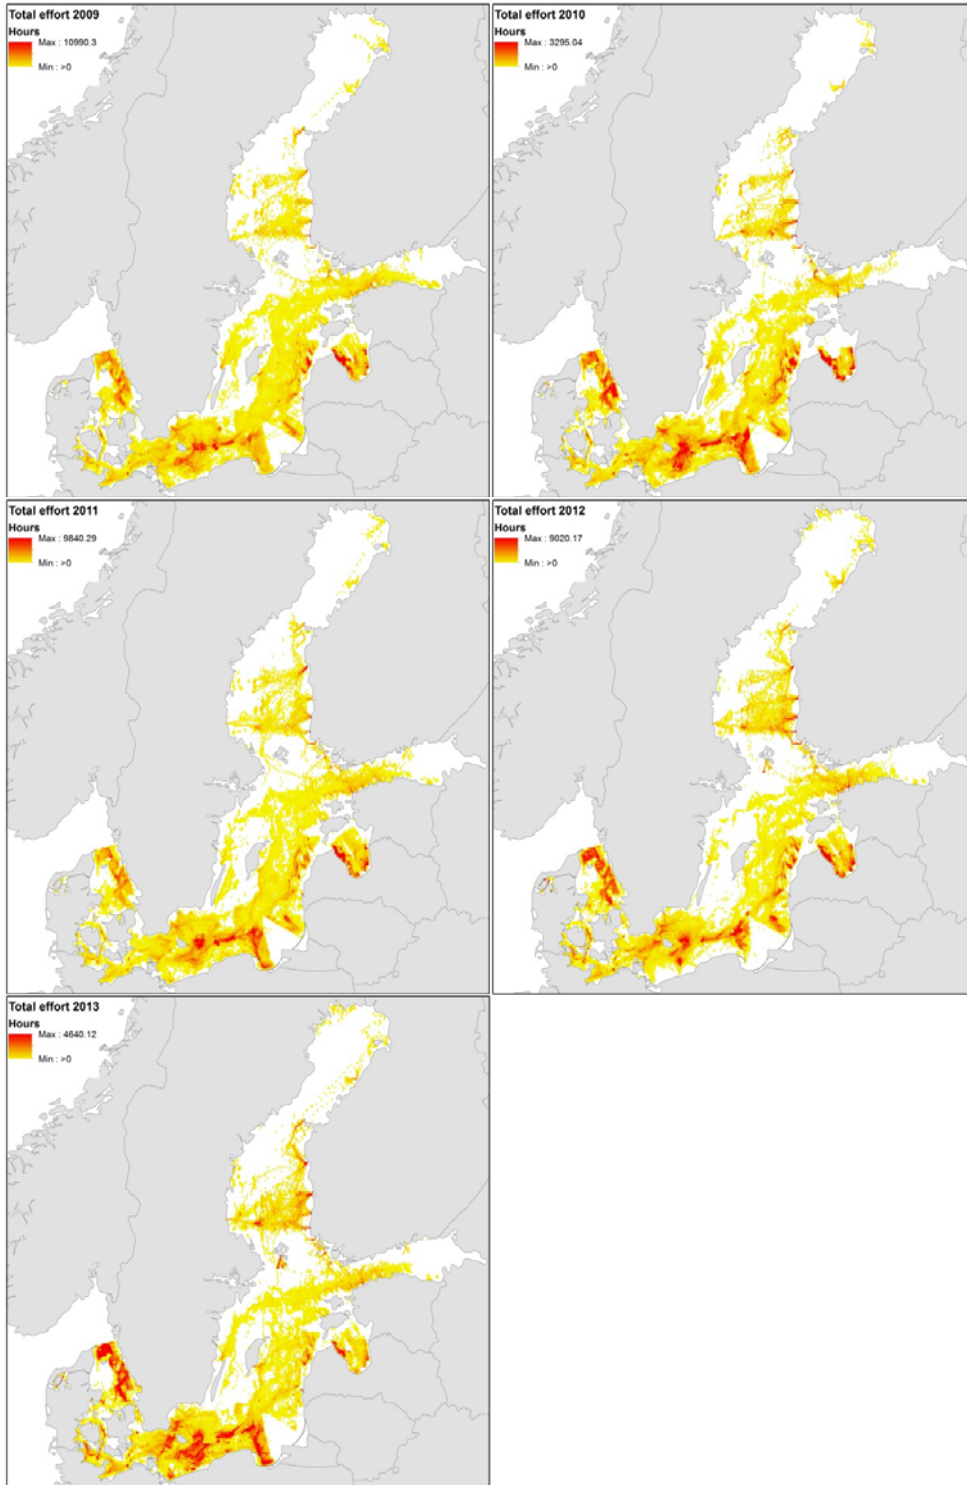 Total effort 2009
Hours
Max : 10990.3
Min : >0
Total effort 2010
Hours
Max : 3295.04
Min : >0
Total effort 2011
Hours
Max : 9840.29
Min : >0
Total effort 2012
Hours
Max : 9020.17
Min : >0
Total effort 2013
Hours
Max : 4640.12
Min : >0